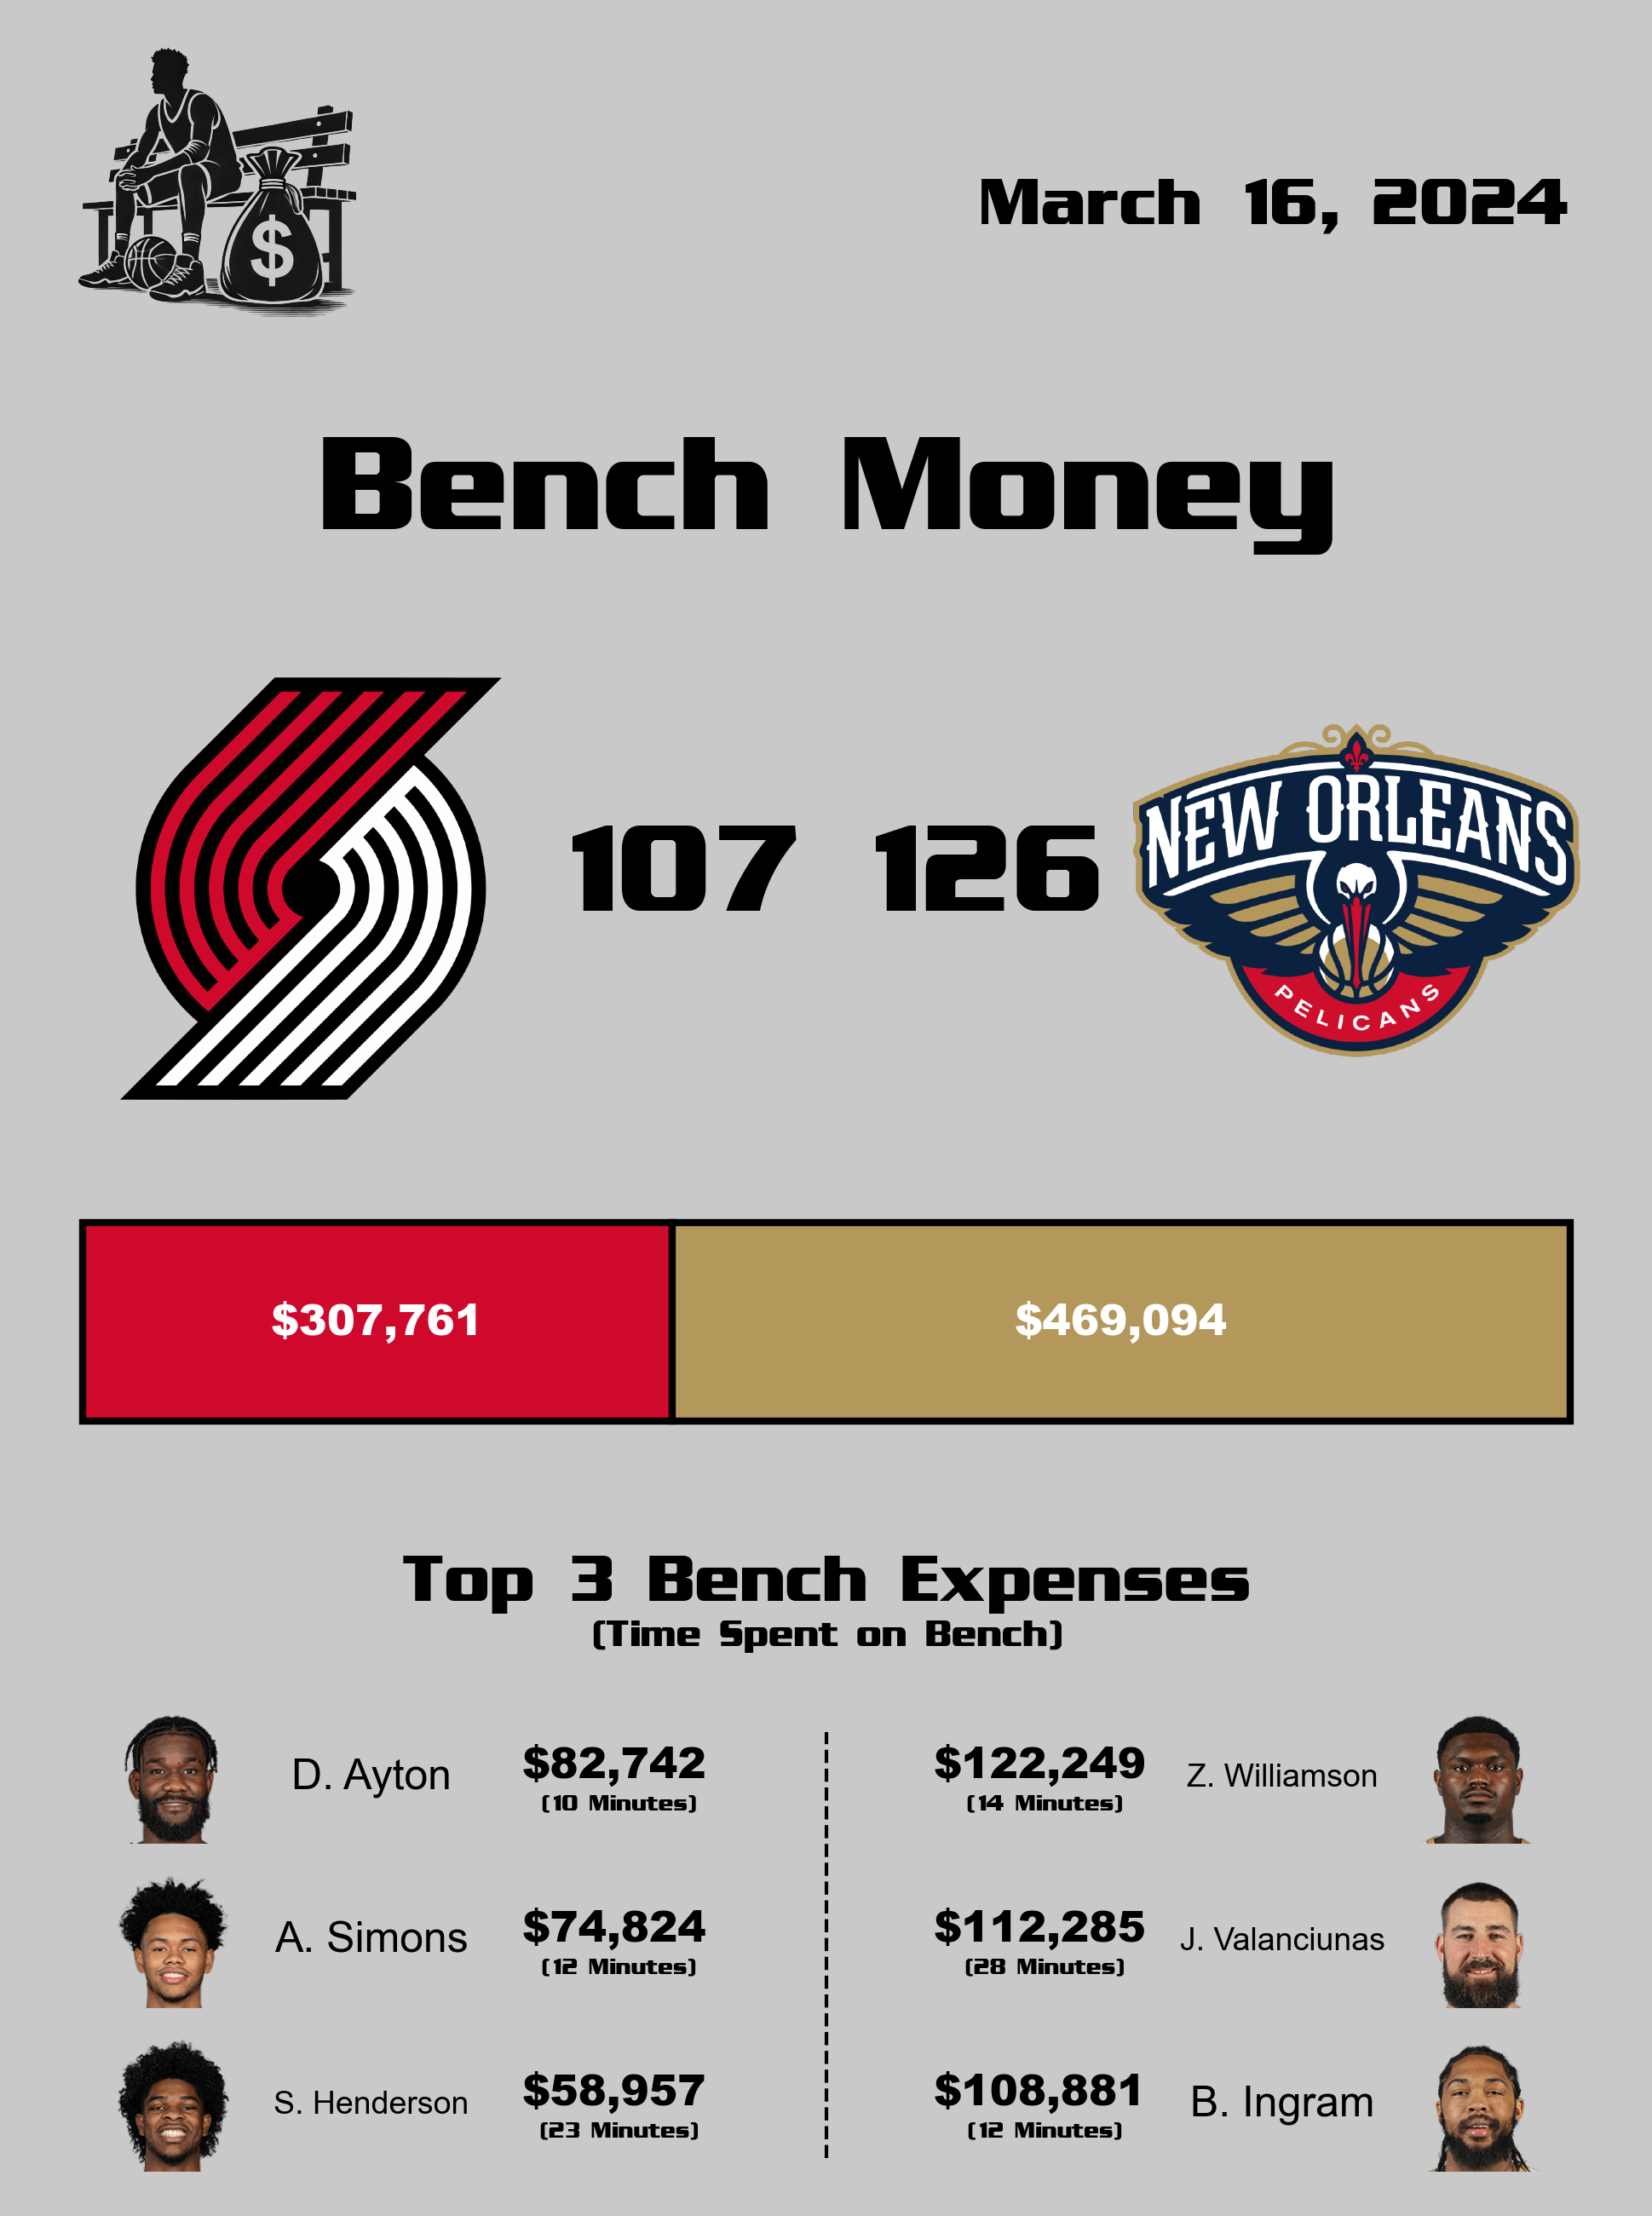 $
March 16, 2024
Bench Money
107 126
NEW ORLEANS
PELICANS
$307,761 $469,094
Top 3 Bench Expenses
(Time Spent on Bench)
D. Ayton $82,742 $122,249 Z. Williamson
(10 Minutes) (14 Minutes)
A. Simons $74,824 $112,285 J. Valanciunas
(12 Minutes) (28 Minutes)
S. Henderson $58,957 $108,881 B. Ingram
(23 Minutes) (12 Minutes)